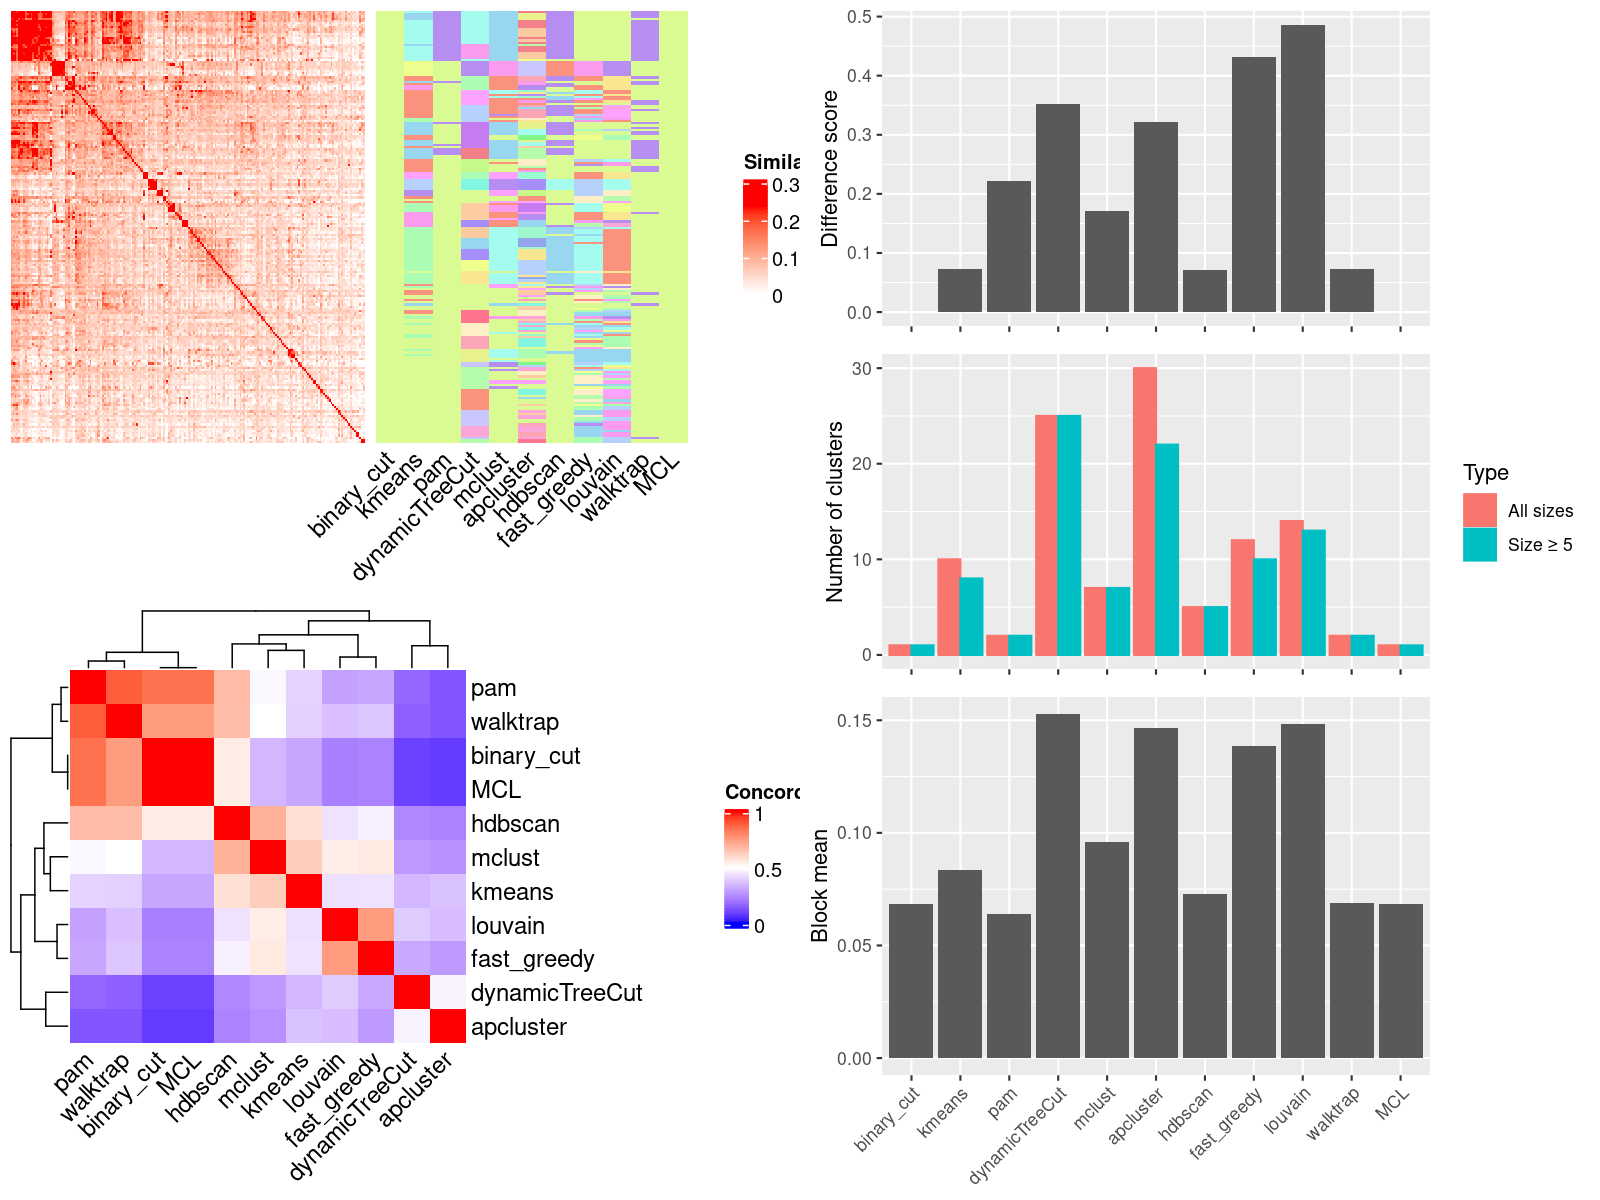 Simila
0.3
0.2
0.1
0
binary_cut
kmeans
pam
dynamicTreeCut
mclust
apcluster
hdbscan
fast_greedy
louvain
walktrap
MCL
pam
walktrap
binary_cut
MCL
hdbscan
mclust
kmeans
louvain
fast_greedy
dynamicTreeCut
apcluster
pam
walktrap
binary_cut
MCL
hdbscan
mclust
kmeans
louvain
fast_greedy
dynamicTreeCut
apcluster
Concord
1
0.5
0
Difference score
0.5
0.4
0.3
0.2
0.1
0.0
Number of clusters
30
20
10
0
Type
All sizes
Size ≥ 5
Block mean
0.15
0.10
0.05
0.00
binary_cut
kmeans
pam
dynamicTreeCut
mclust
apcluster
hdbscan
fast_greedy
louvain
walktrap
MCL